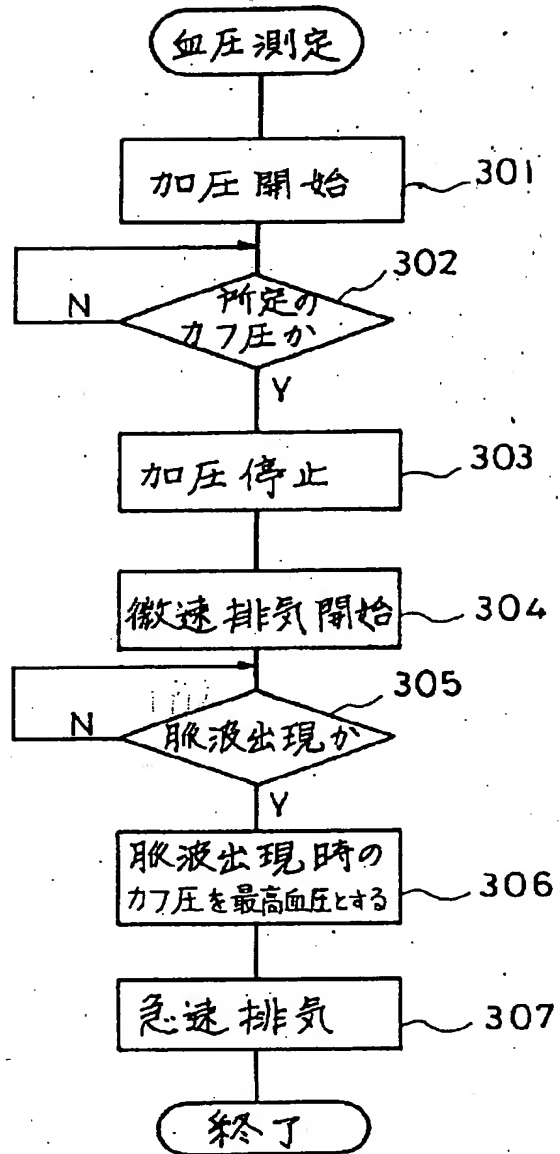 血圧測定
加圧開始
301
302
所定の
カフ圧か
N
Y
加圧停止
303
微速排気開始
304
305
脈波出現か
N
Y
脈波出現時の
カフ圧を最高血圧とする
306
急速排気
307
終了